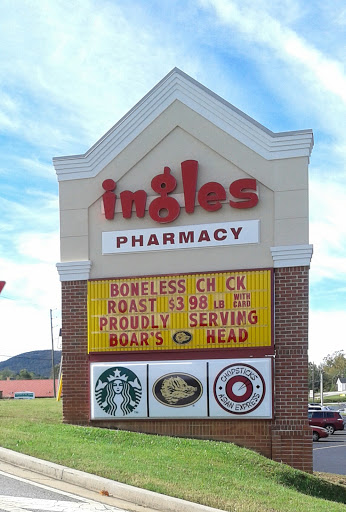 ingles
PHARMACY
BONELESS CH CK
ROAST $3.98 LB WITH CARD
PROUDLY SERVING
BOAR'S HEAD
CHOPSTICKS
ASIAN EXPRESS